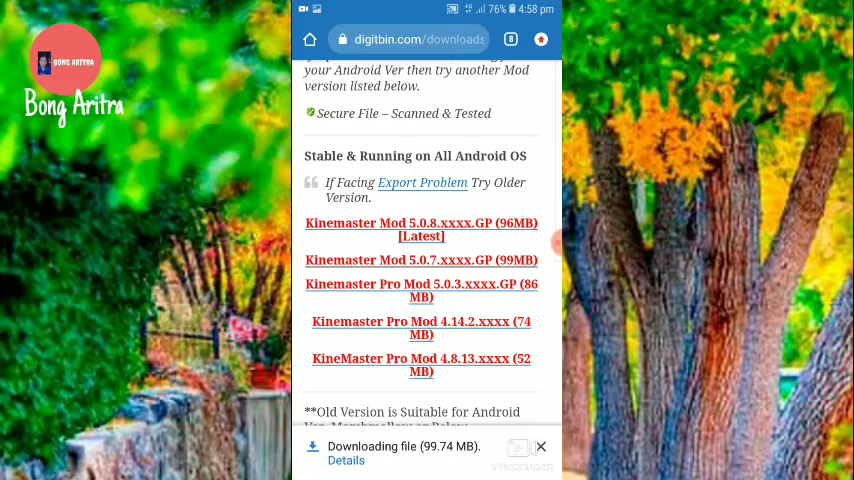 76% 4:58 pm
BONG ARITRA
Bong Aritra
digitbin.com/downloads
8
your Android Ver then try another Mod
version listed below.
Secure File – Scanned & Tested
Stable & Running on All Android OS
If Facing Export Problem Try Older
Version.
Kinemaster Mod 5.0.8.xxxx.GP (96MB)
[Latest]
Kinemaster Mod 5.0.7.xxxx.GP (99MB)
Kinemaster Pro Mod 5.0.3.xxxx.GP (86
MB)
Kinemaster Pro Mod 4.14.2.xxxx (74
MB)
KineMaster Pro Mod 4.8.13.xxxx (52
MB)
**Old Version is Suitable for Android
Downloading file (99.74 MB).
Details
V RECORDER